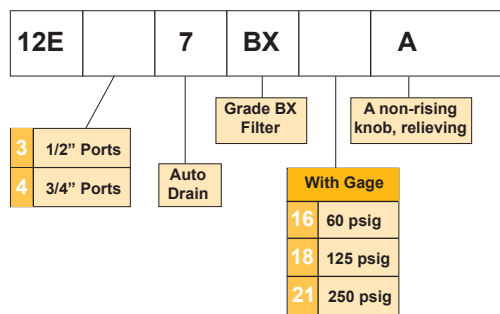 12E 7 BX A
Grade BX
Filter
A non-rising
knob, relieving
3 1/2” Ports
4 3/4” Ports
Auto
Drain
With Gage
16 60 psig
18 125 psig
21 250 psig